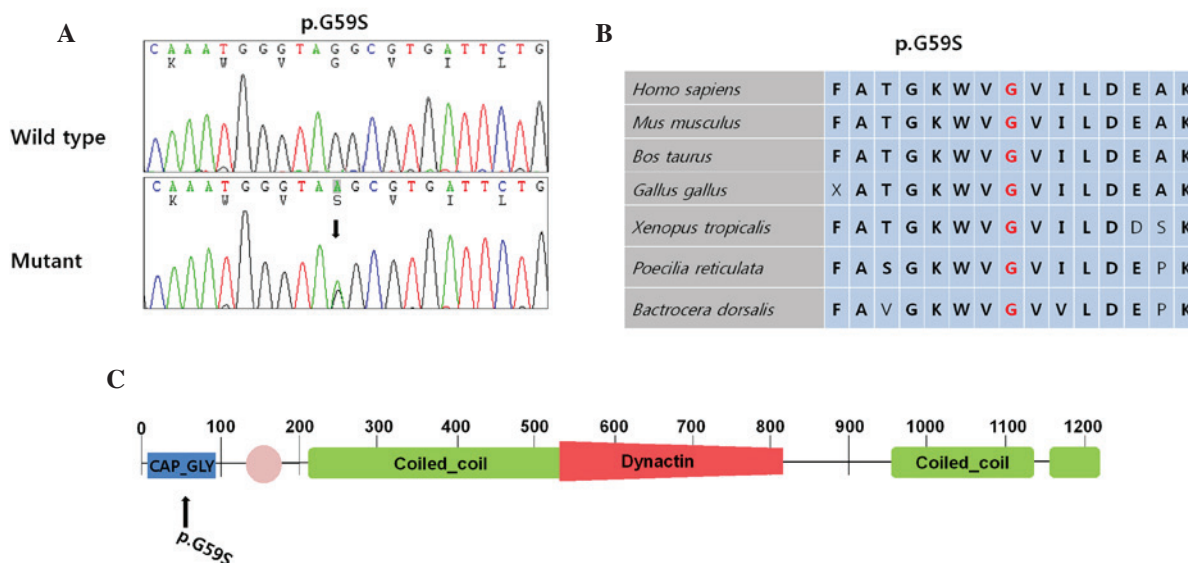 A
p.G59S
C A A A T G G G T A G G C G T G A T T C T G
K W V G V I L
Wild type
C A A A T G G G T A A G C G T G A T T C T G
K W V S V I L
Mutant
B
p.G59S
Homo sapiens F A T G K W V G V I L D E A K
Mus musculus F A T G K W V G V I L D E A K
Bos taurus F A T G K W V G V I L D E A K
Gallus gallus X A T G K W V G V I L D E A K
Xenopus tropicalis F A T G K W V G V I L D D S K
Poecilia reticulata F A S G K W V G V I L D E P K
Bactrocera dorsalis F A V G K W V G V V L D E P K
C
0 100 200 300 400 500 600 700 800 900 1000 1100 1200
CAP_GLY Coiled_coil Dynactin Coiled_coil
p.G59S